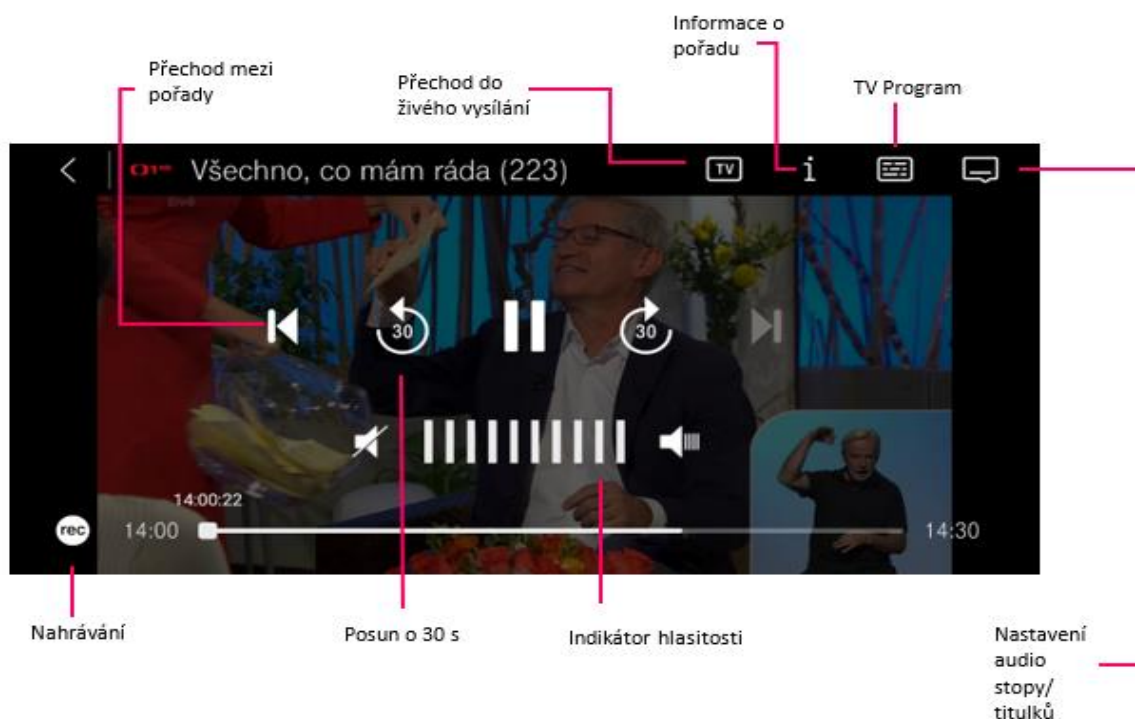 Informace o
pořadu
Přechod mezi
pořady
Přechod do
živého vysílání
TV Program
Všechno, co mám ráda (223)
TV
i
30
30
14:00:22
rec
14:00
14:30
Nahrávání
Posun o 30 s
Indikátor hlasitosti
Nastavení
audio
stopy/
titulků